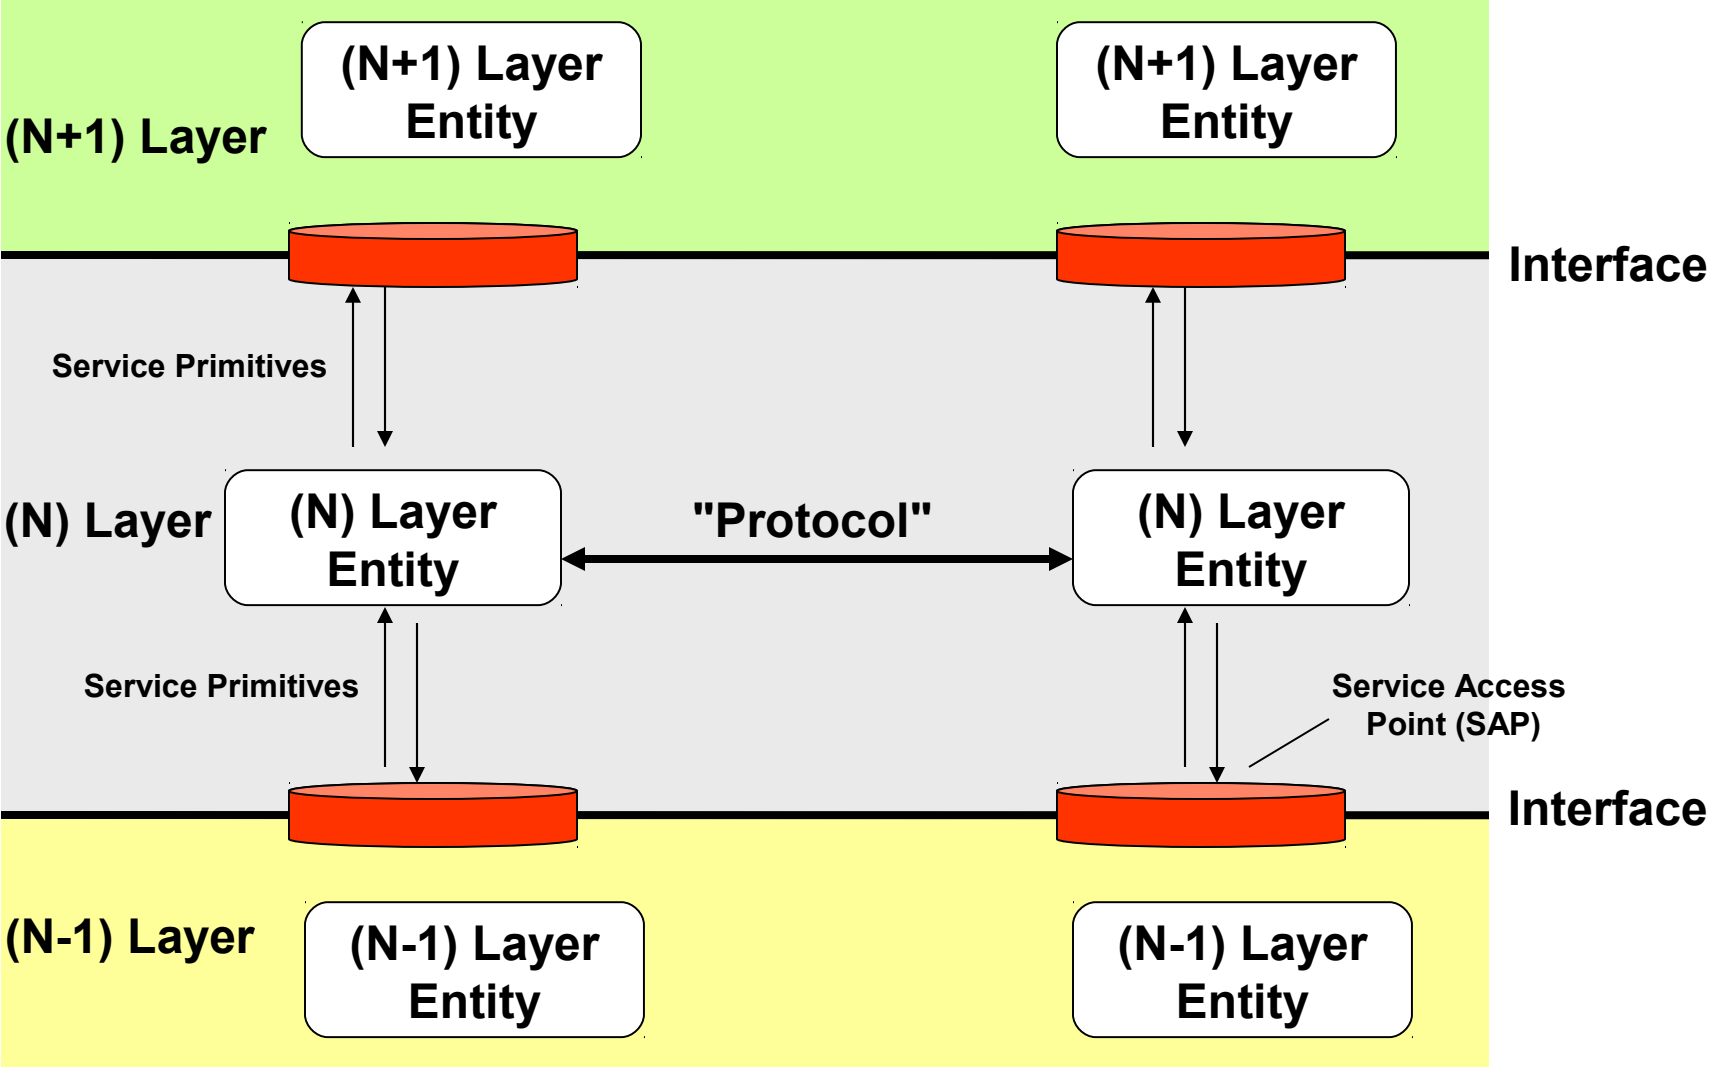 (N+1) Layer
Entity
(N+1) Layer
Entity
(N+1) Layer
Interface
Service Primitives
(N) Layer
(N) Layer
Entity
"Protocol"
(N) Layer
Entity
Service Primitives
Service Access
Point (SAP)
Interface
(N-1) Layer
(N-1) Layer
Entity
(N-1) Layer
Entity